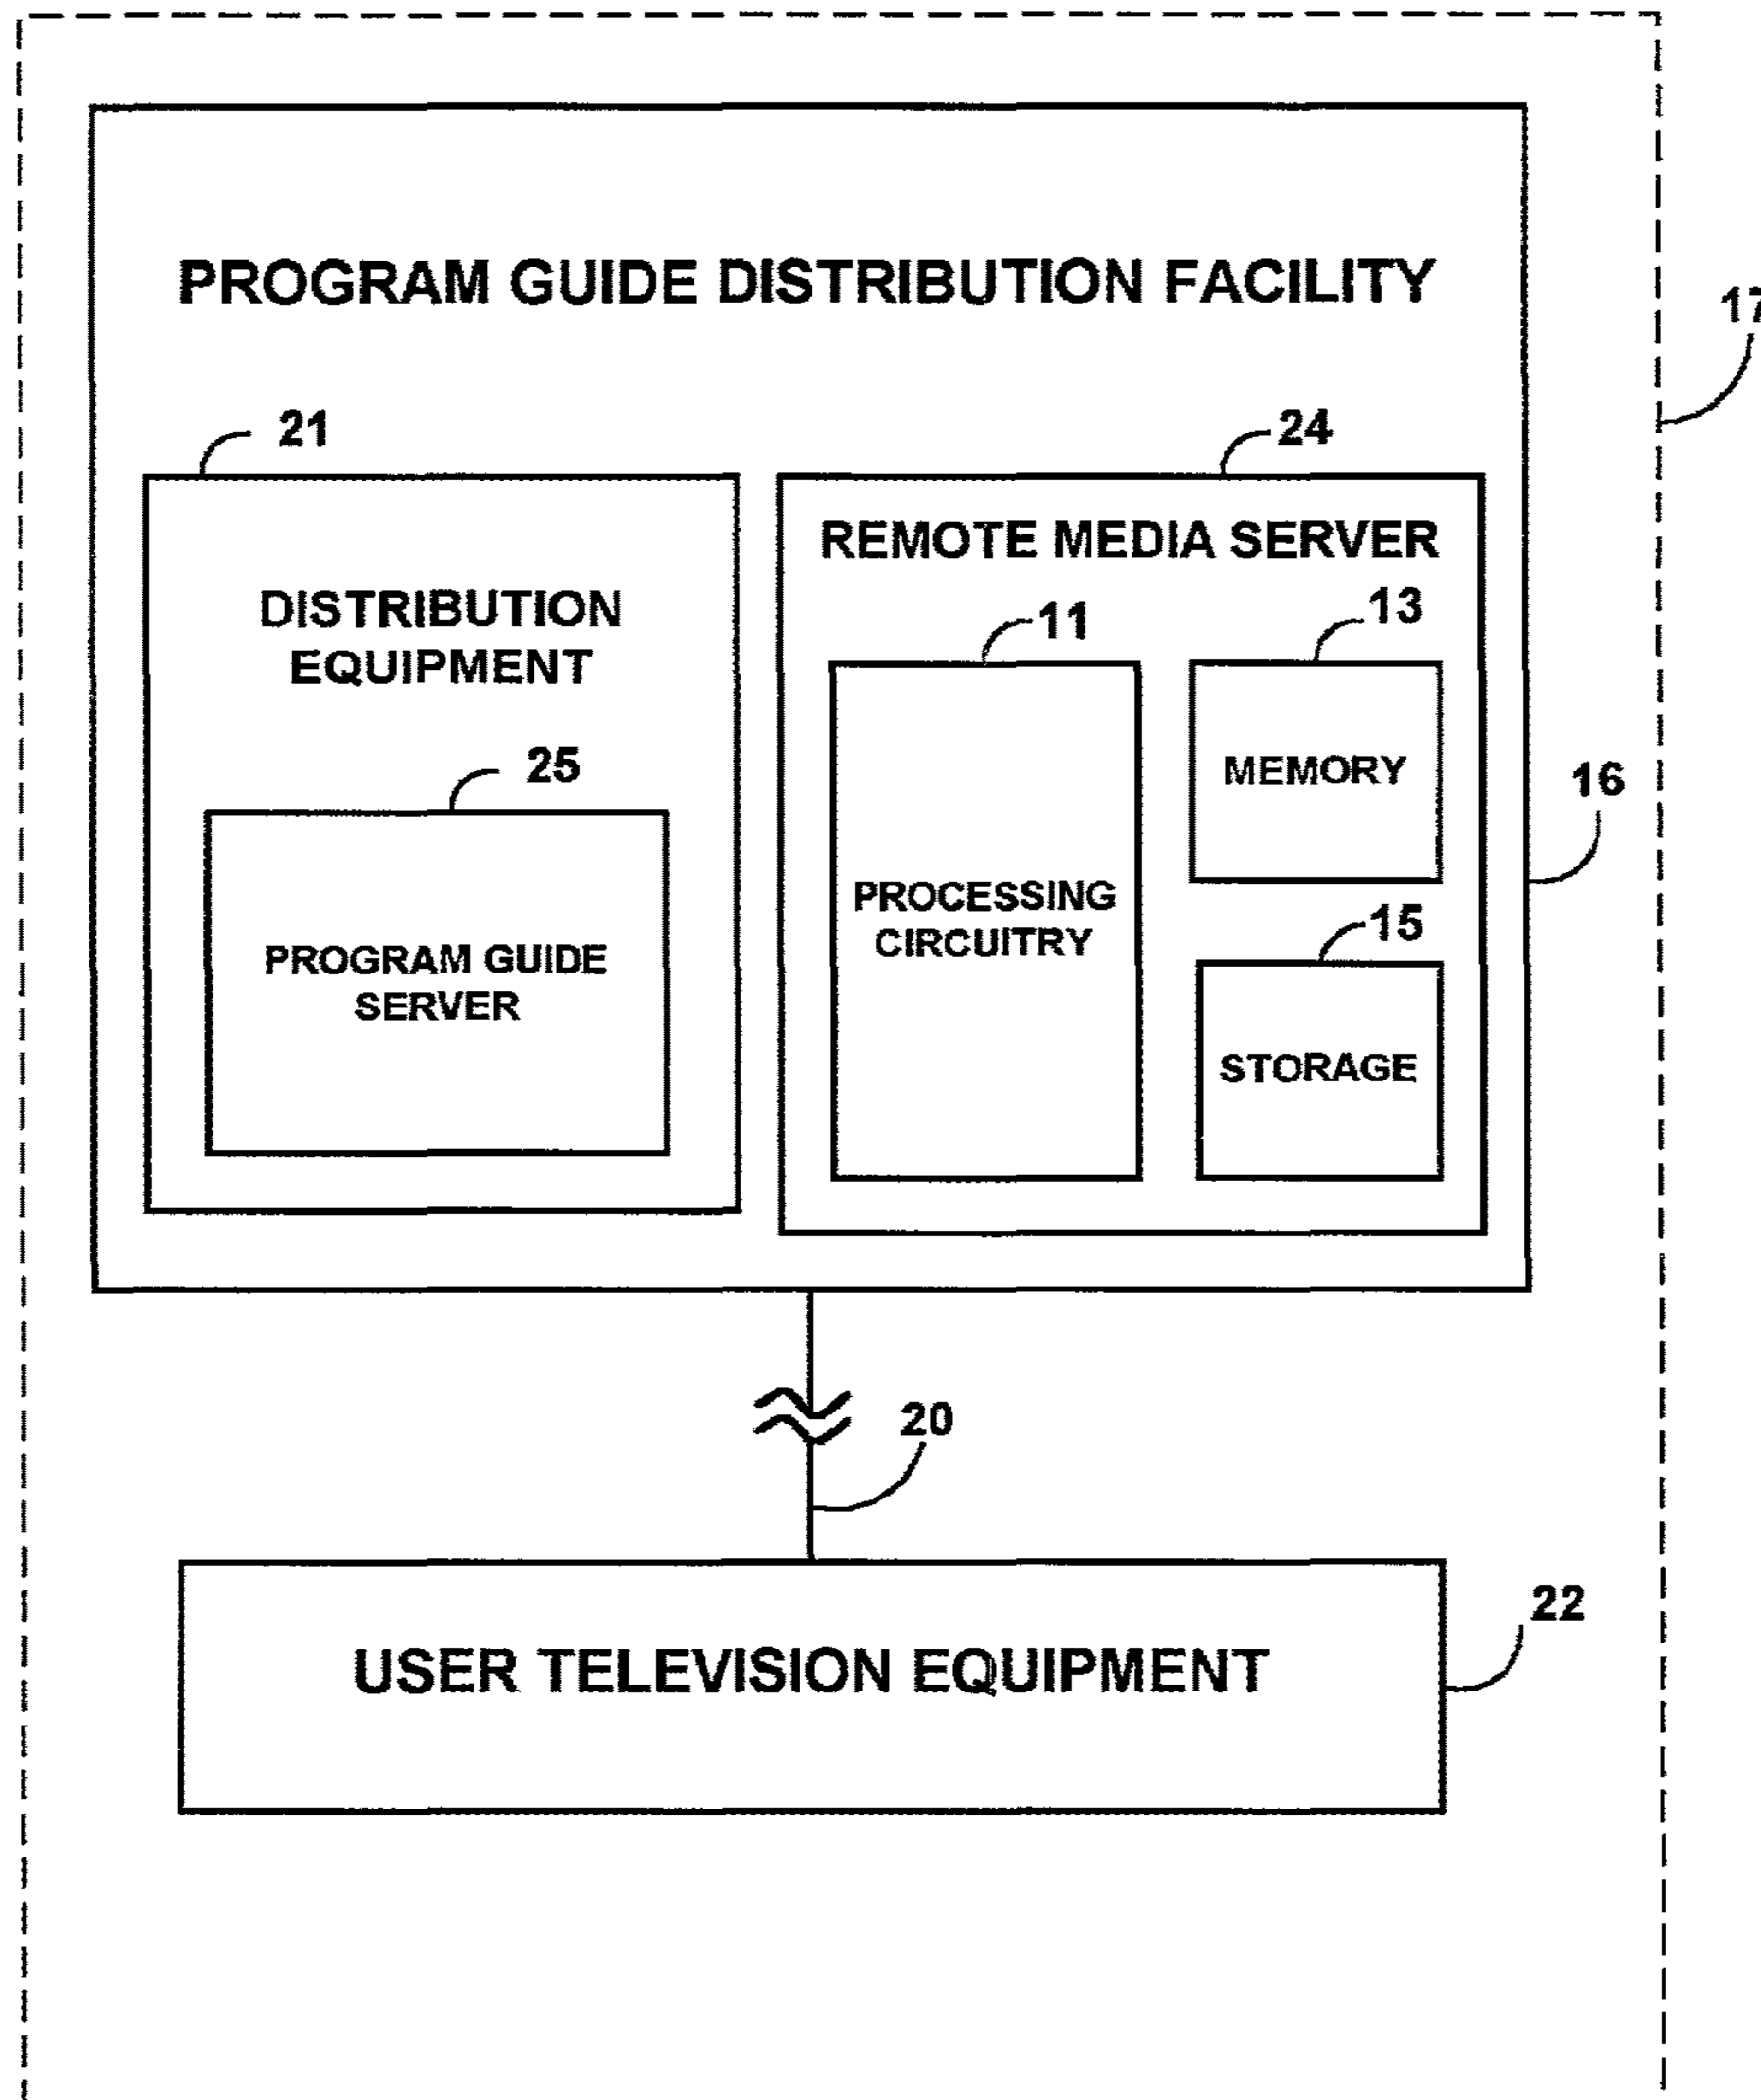 PROGRAM GUIDE DISTRIBUTION FACILITY
17
21
24
REMOTE MEDIA SERVER
DISTRIBUTION
EQUIPMENT
11
13
MEMORY
25
16
PROCESSING
CIRCUITRY
15
PROGRAM GUIDE
SERVER
STORAGE
20
22
USER TELEVISION EQUIPMENT